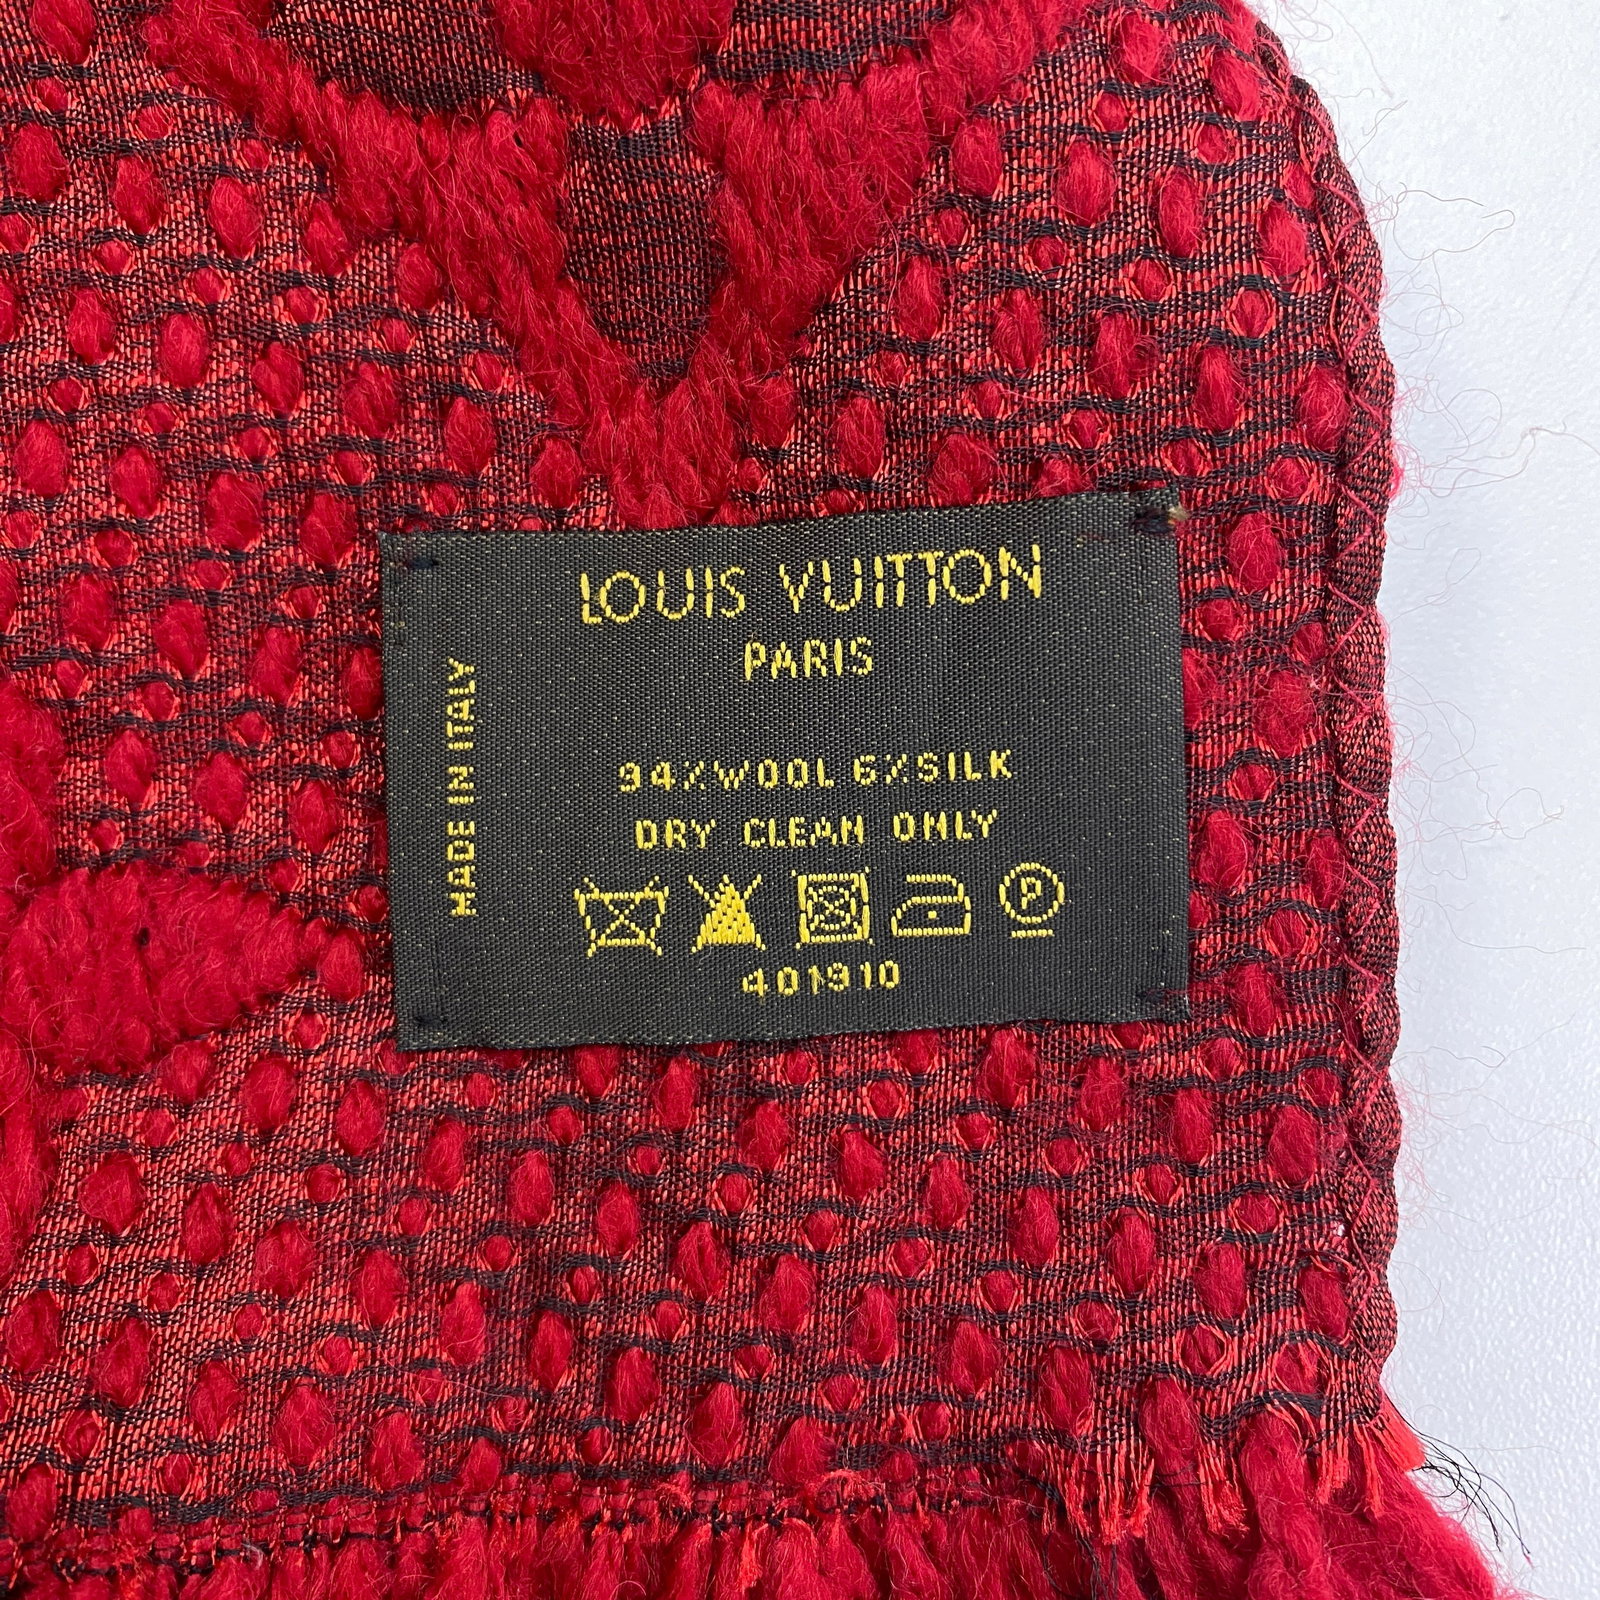 LOUIS VUITTON
PARIS
MADE IN ITALY
94%WOOL 6%SILK
DRY CLEAN ONLY
P
401910